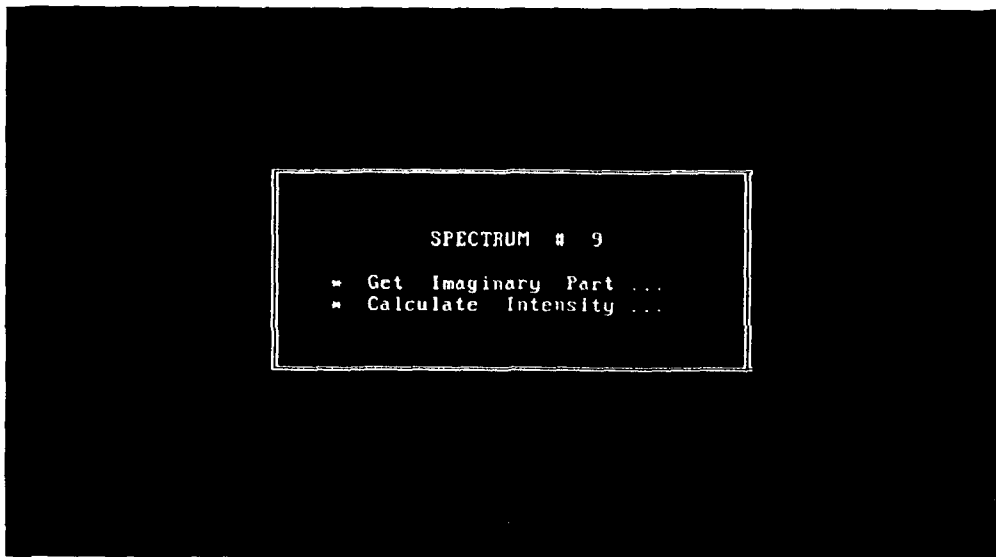 SPECTRUM # 9
* Get Imaginary Part ...
* Calculate Intensity ...